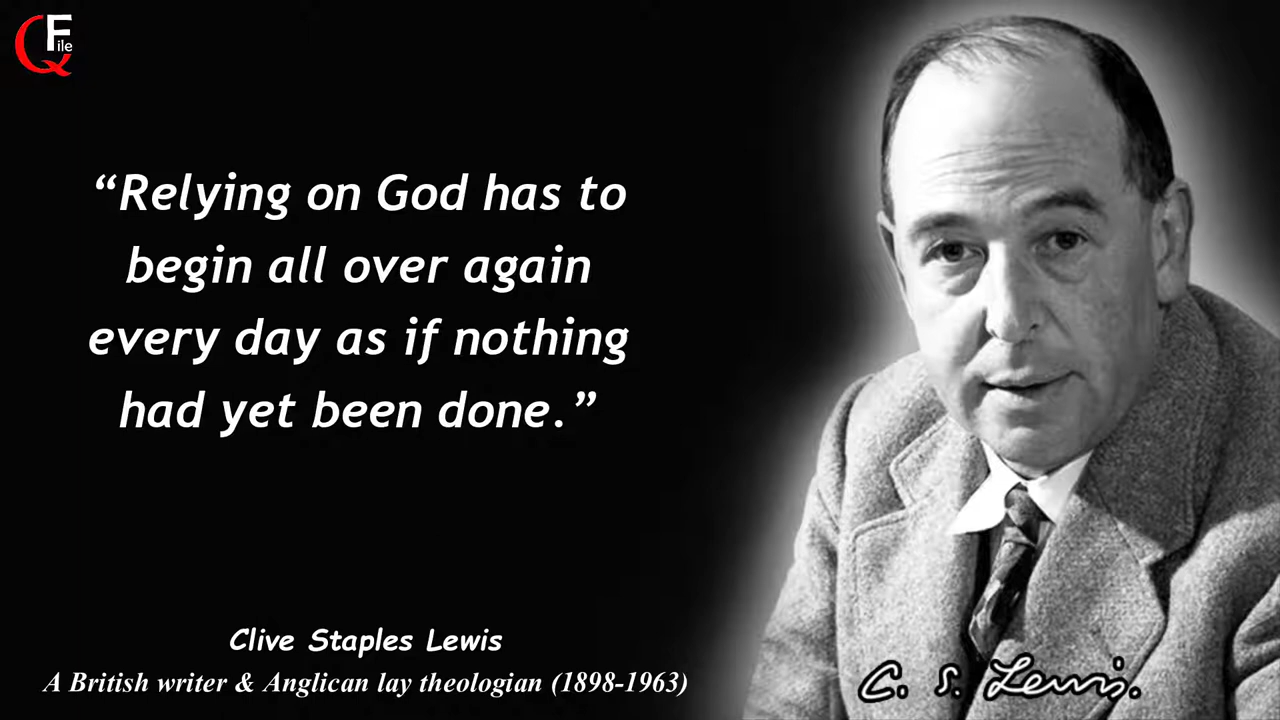 QFile
“Relying on God has to
begin all over again
every day as if nothing
had yet been done.”
Clive Staples Lewis
A British writer & Anglican lay theologian (1898-1963)
C. S. Lewis.